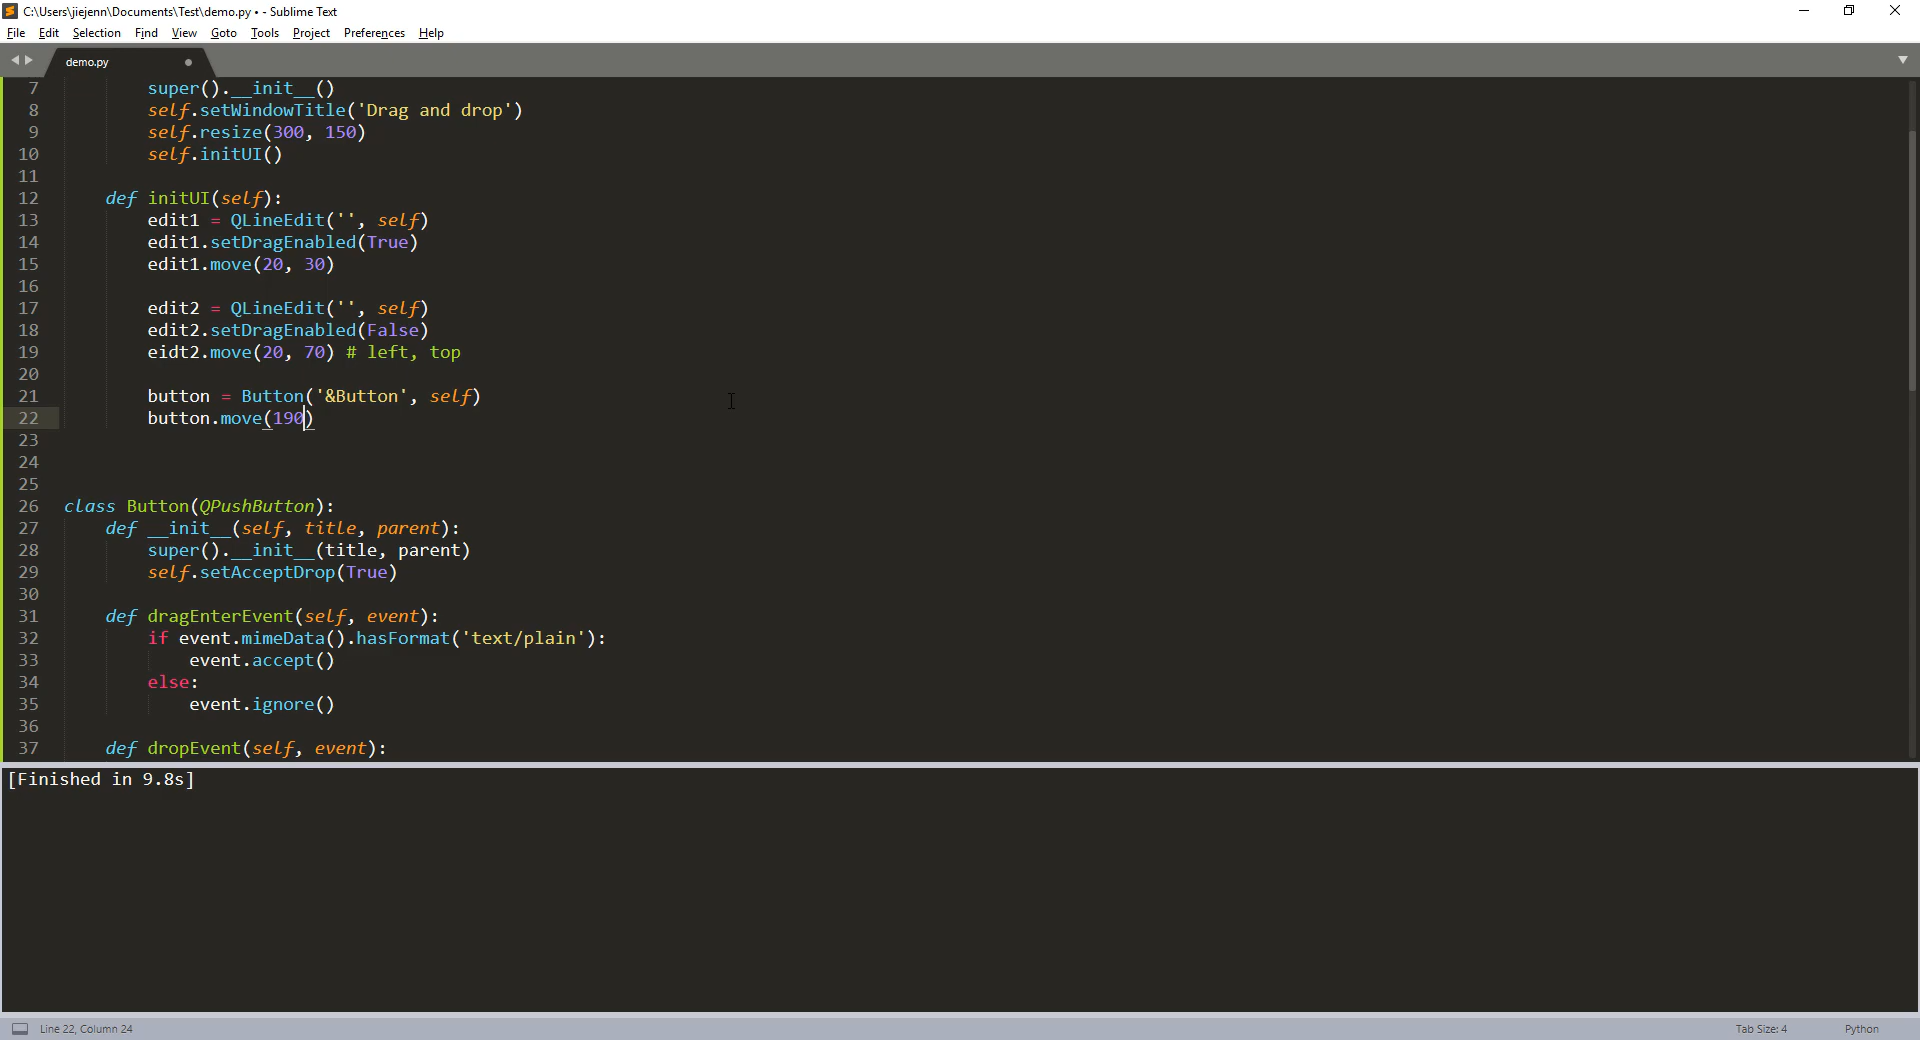 C:\Users\jiejenn\Documents\Test\demo.py • - Sublime Text
File Edit Selection Find View Goto Tools Project Preferences Help
demo.py
7 super().__init__()
8 self.setWindowTitle('Drag and drop')
9 self.resize(300, 150)
10 self.initUI()
11
12 def initUI(self):
13 edit1 = QLineEdit('', self)
14 edit1.setDragEnabled(True)
15 edit1.move(20, 30)
16
17 edit2 = QLineEdit('', self)
18 edit2.setDragEnabled(False)
19 eidt2.move(20, 70) # left, top
20
21 button = Button('&Button', self)
22 button.move(190)
23
24
25
26 class Button(QPushButton):
27 def __init__(self, title, parent):
28 super().__init__(title, parent)
29 self.setAcceptDrop(True)
30
31 def dragEnterEvent(self, event):
32 if event.mimeData().hasFormat('text/plain'):
33 event.accept()
34 else:
35 event.ignore()
36
37 def dropEvent(self, event):
[Finished in 9.8s]
Line 22, Column 24 Tab Size: 4 Python